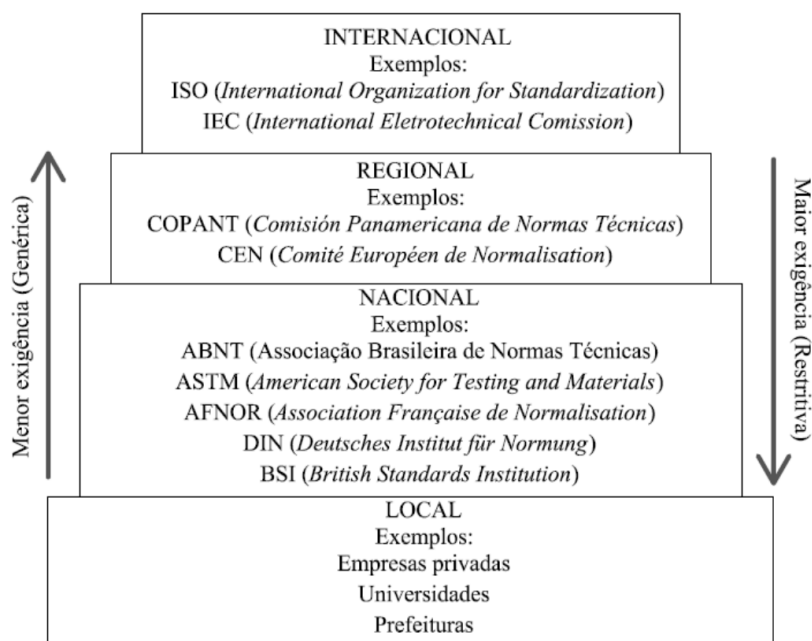 INTERNACIONAL
Exemplos:
ISO (International Organization for Standardization)
IEC (International Eletrotechnical Comission)
REGIONAL
Exemplos:
COPANT (Comisión Panamericana de Normas Técnicas)
CEN (Comité Européen de Normalisation)
NACIONAL
Exemplos:
ABNT (Associação Brasileira de Normas Técnicas)
ASTM (American Society for Testing and Materials)
AFNOR (Association Française de Normalisation)
DIN (Deutsches Institut für Normung)
BSI (British Standards Institution)
LOCAL
Exemplos:
Empresas privadas
Universidades
Prefeituras
Menor exigência (Genérica)
Maior exigência (Restritiva)